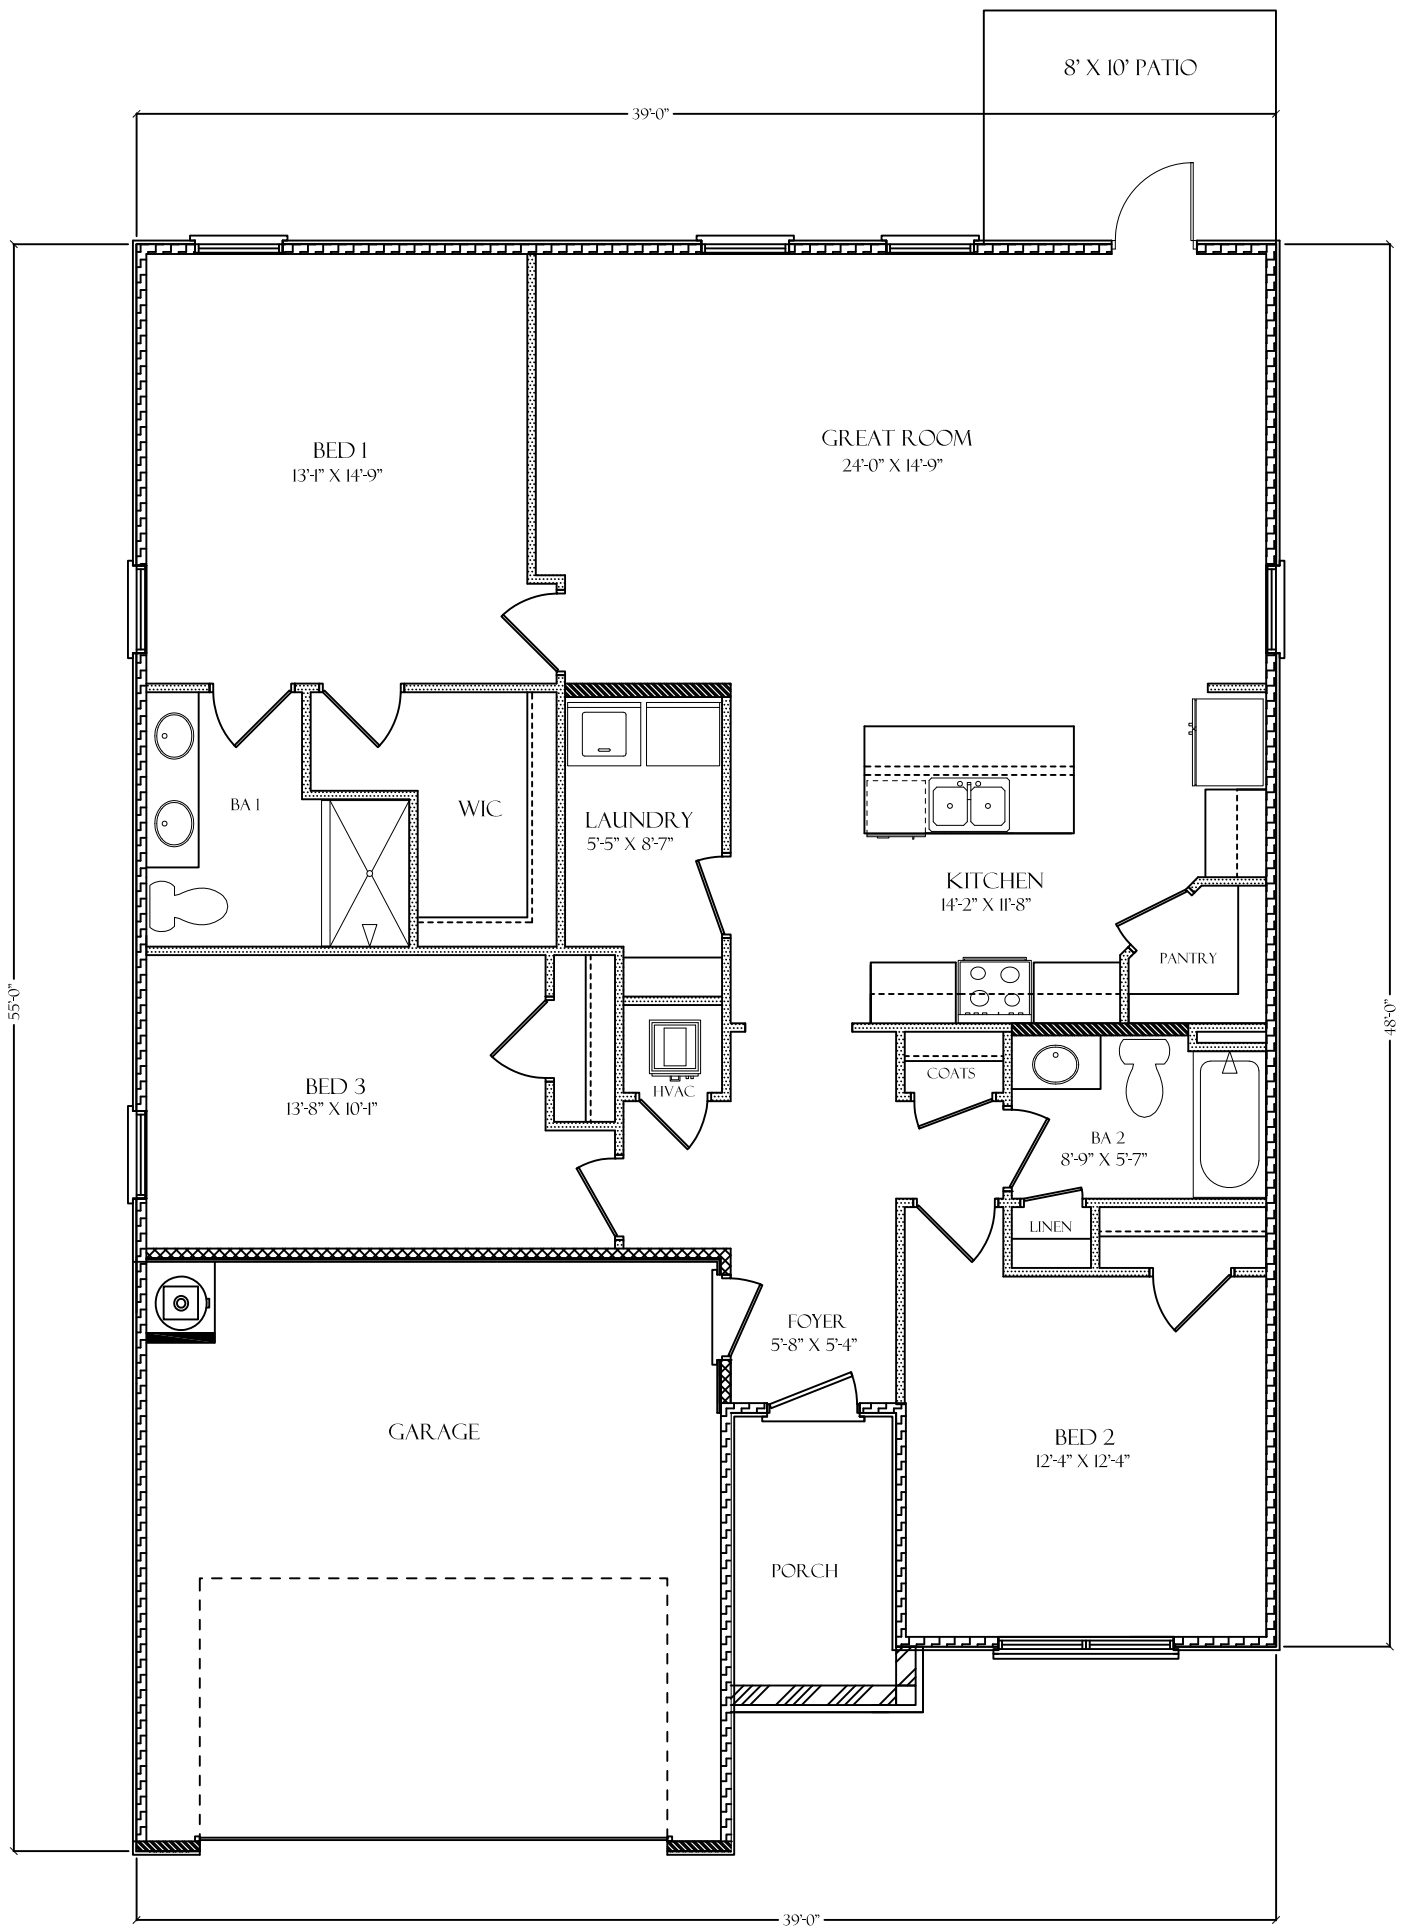 8' X 10' PATIO
39'-0"
BED 1
13'-1" X 14'-9"
GREAT ROOM
24'-0" X 14'-9"
BA 1
WIC
LAUNDRY
5'-5" X 8'-7"
KITCHEN
14'-2" X 11'-8"
PANTRY
55'-0"
48'-0"
BED 3
13'-8" X 10'-1"
HVAC
COATS
BA 2
8'-9" X 5'-7"
LINEN
FOYER
5'-8" X 5'-4"
GARAGE
BED 2
12'-4" X 12'-4"
PORCH
39'-0"